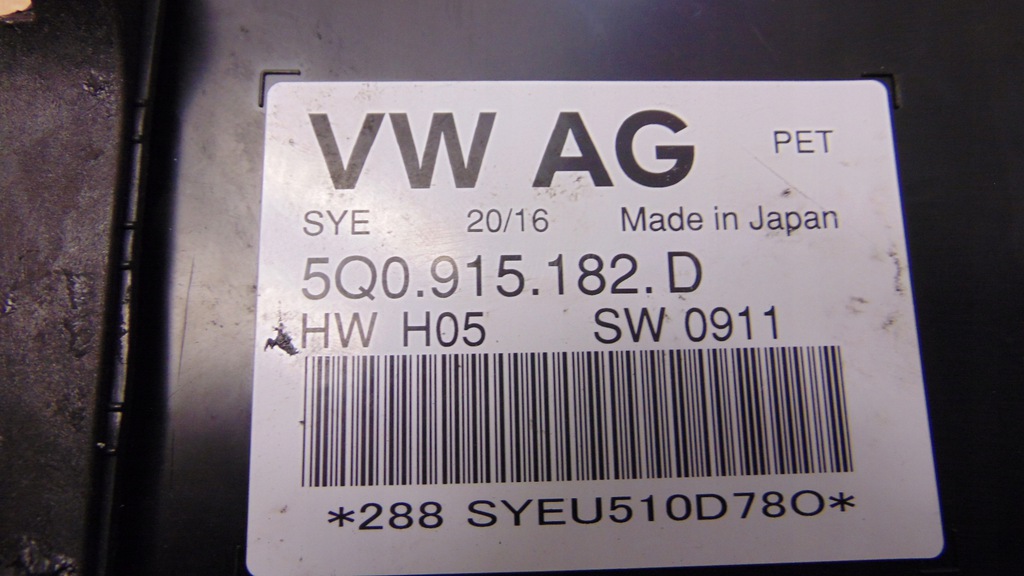 VW AG PET
SYE 20/16 Made in Japan
5Q0.915.182.D
HW H05 SW 0911
*288 SYEU510D78O*